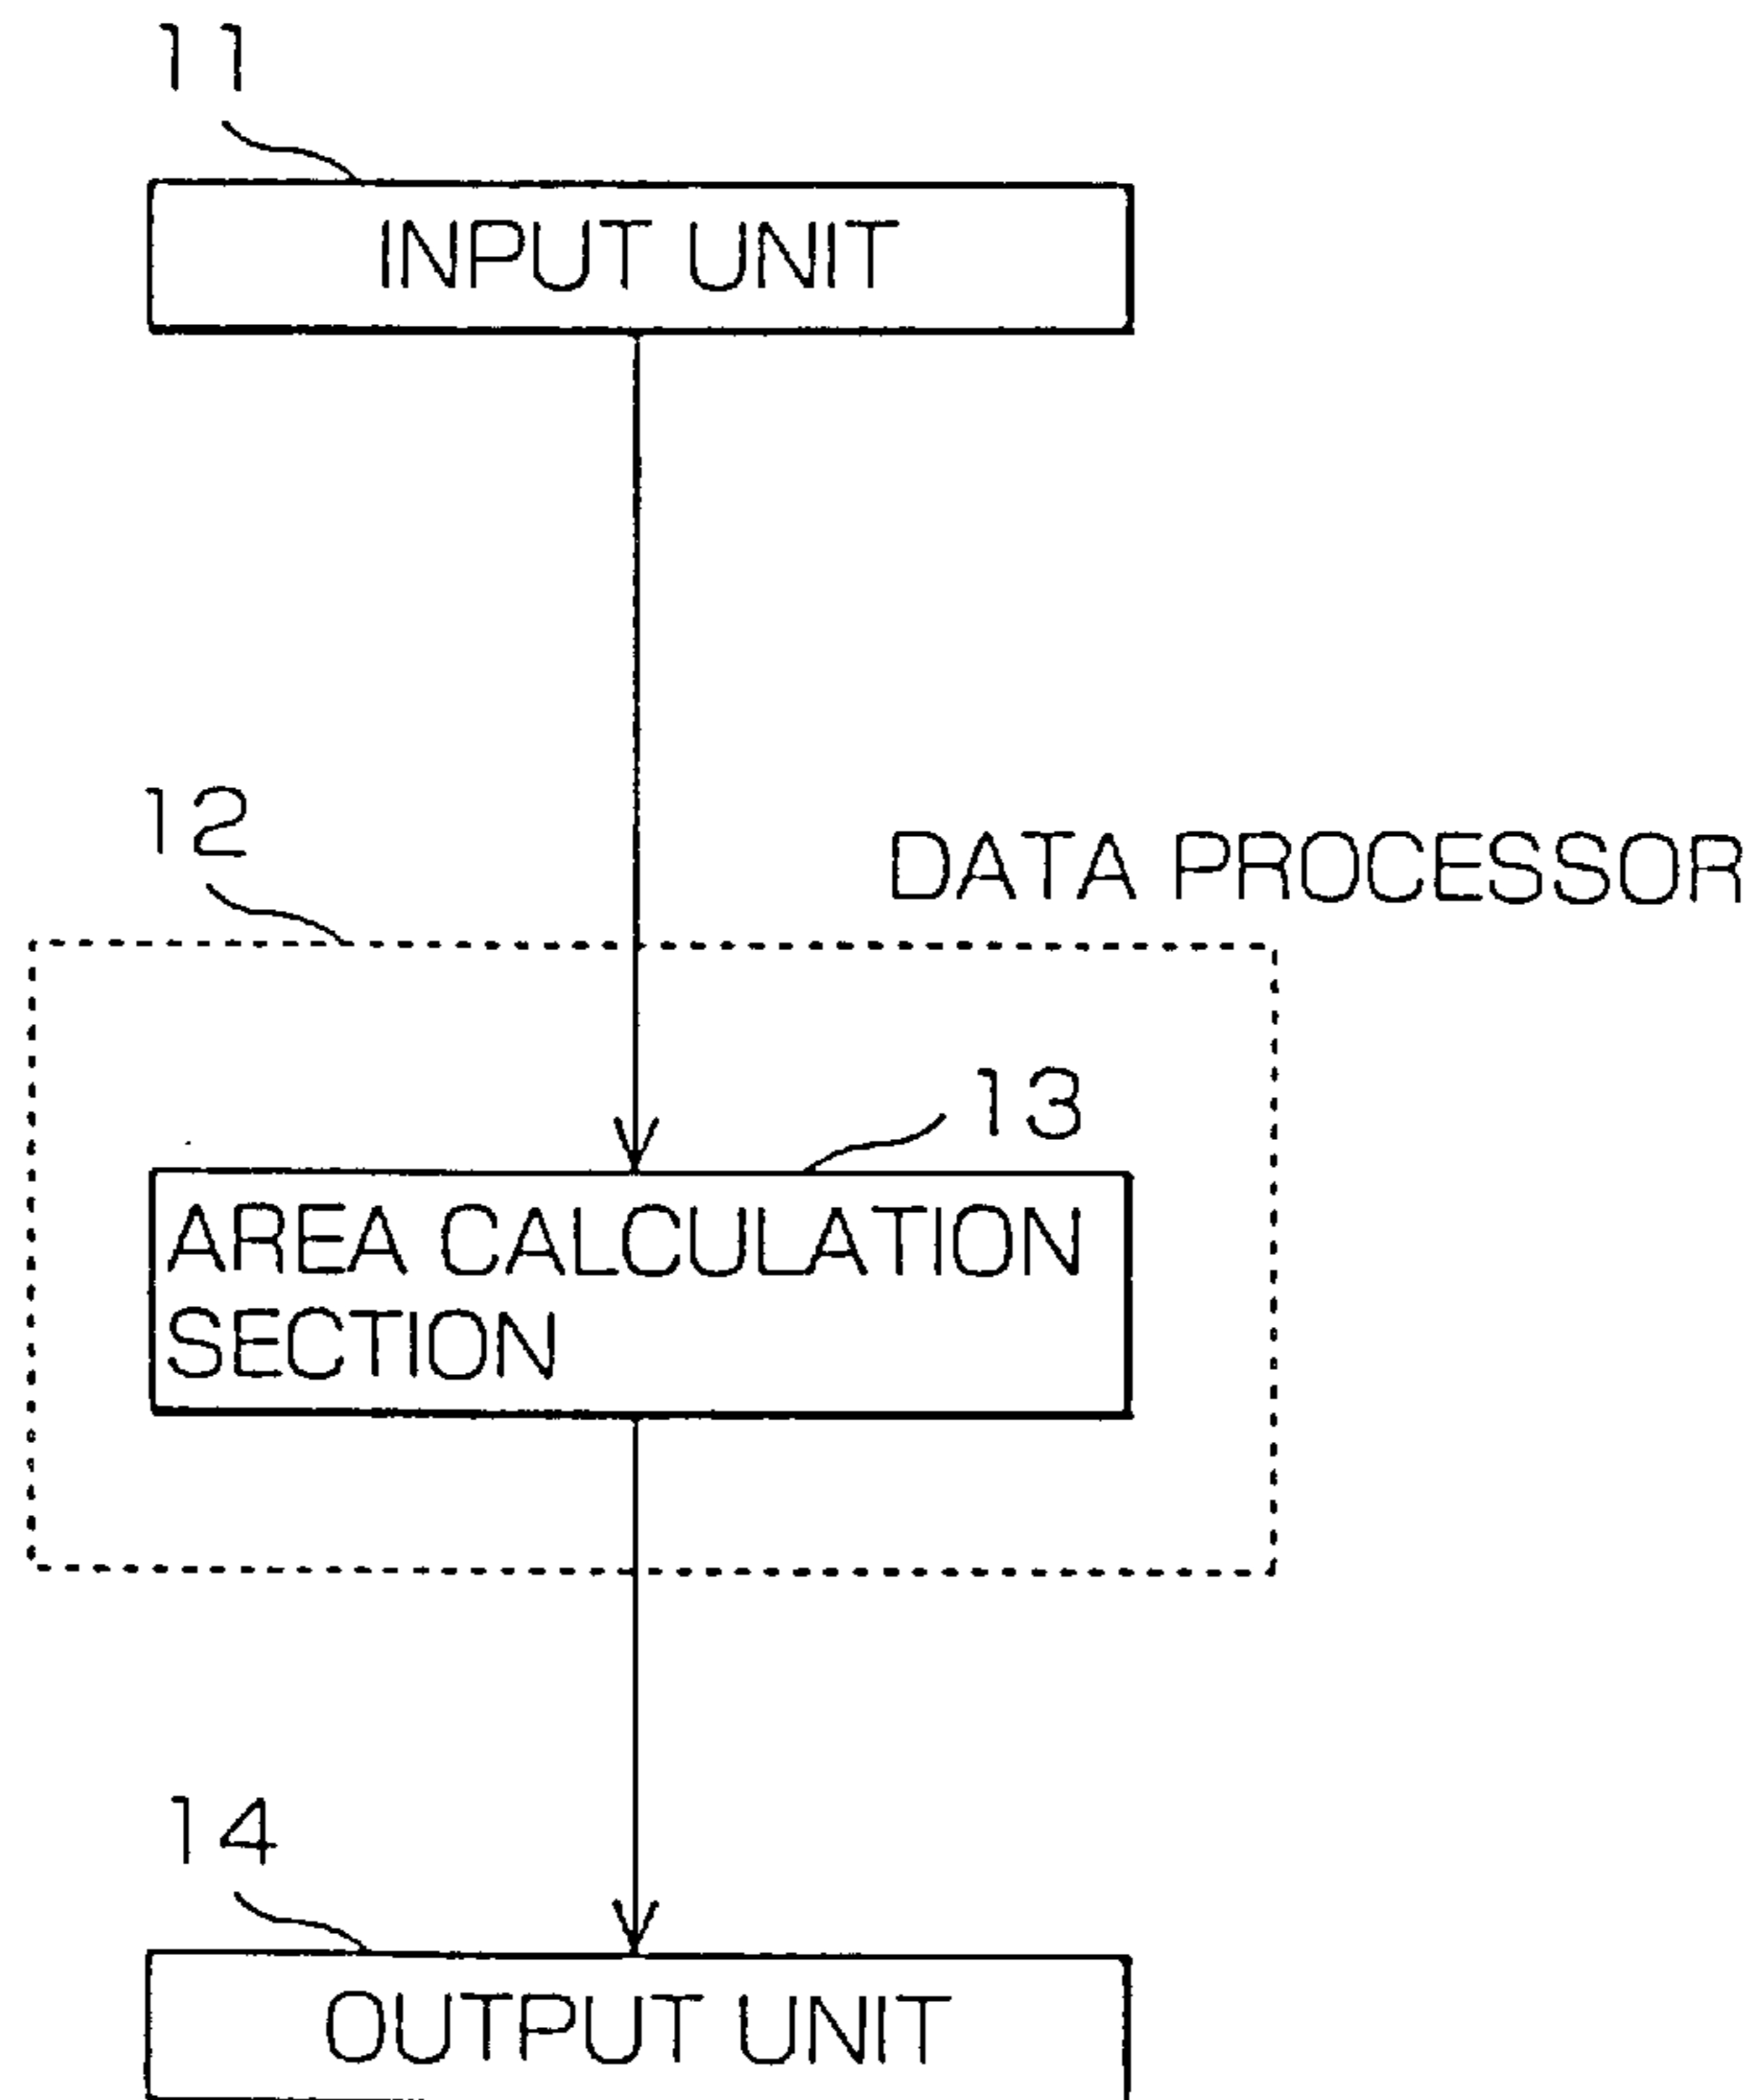 11
INPUT UNIT
12
DATA PROCESSOR
13
AREA CALCULATION
SECTION
14
OUTPUT UNIT